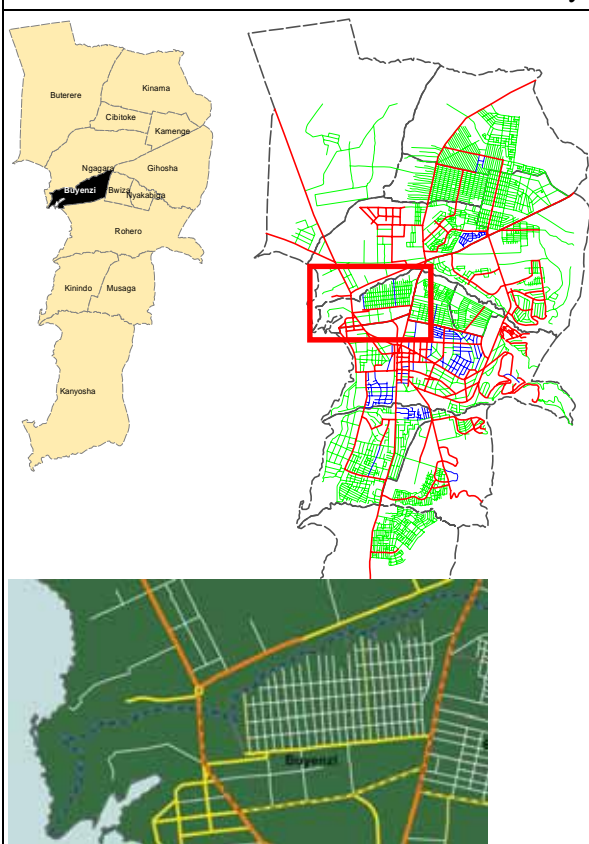 Buterere
Kinama
Cibitoke
Kamenge
Ngagara
Gihosha
Buyenzi
Bwiza
Nyakabiga
Rohero
Kinindo
Musaga
Kanyosha
Buyenzi